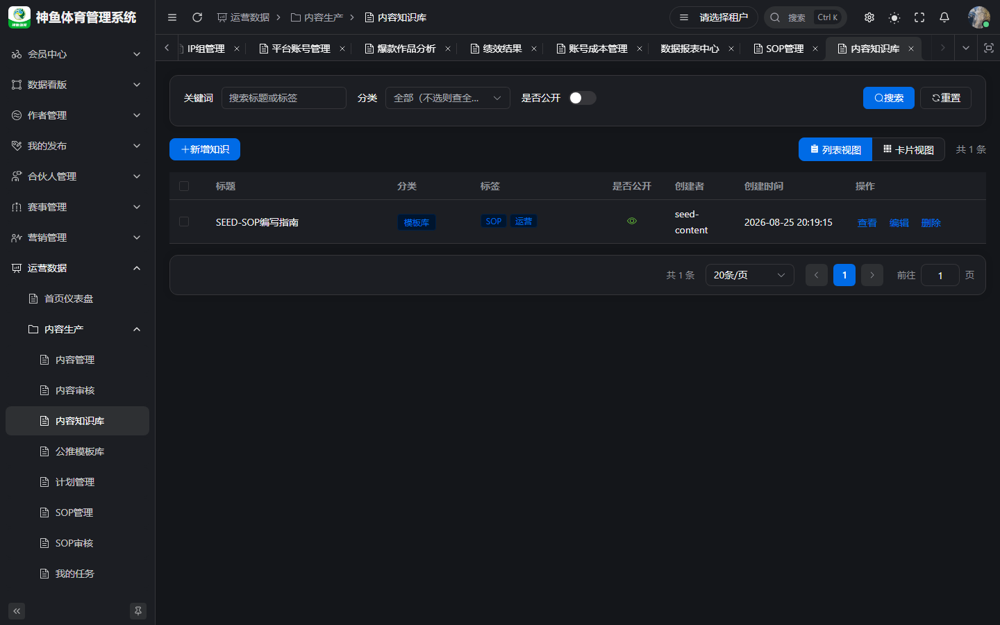 神鱼体育管理系统
会员中心
数据看版
作者管理
我的发布
合伙人管理
赛事管理
营销管理
运营数据
首页仪表盘
内容生产
内容管理
内容审核
内容知识库
公推模板库
计划管理
SOP管理
SOP审核
我的任务
运营数据 内容生产 内容知识库
请选择租户
搜索 Ctrl K
IP组管理 平台账号管理 爆款作品分析 绩效结果 账号成本管理 数据报表中心 SOP管理 内容知识库
关键词 搜索标题或标签 分类 全部（不选则查全... 是否公开 搜索 重置
新增知识 列表视图 卡片视图 共 1 条
标题 分类 标签 是否公开 创建者 创建时间 操作
SEED-SOP编写指南 模板库 SOP 运营 seed-content 2026-08-25 20:19:15 查看 编辑 删除
共 1 条 20条/页 1 前往 1 页